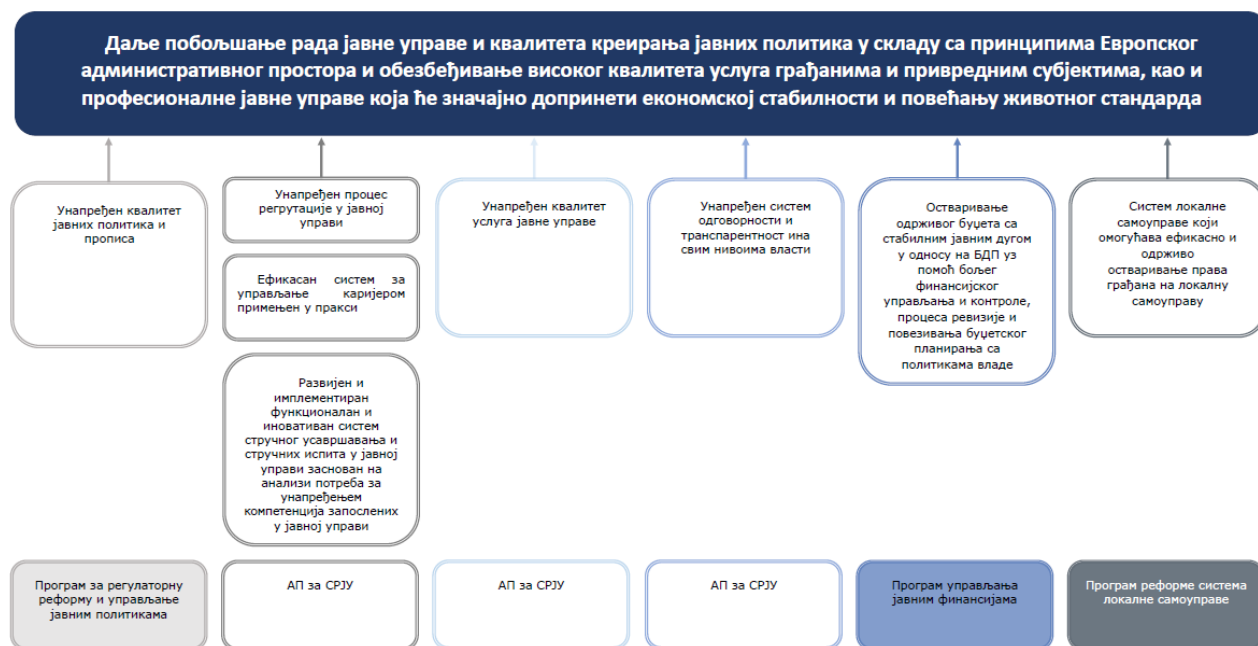 Даље побољшање рада јавне управе и квалитета креирања јавних политика у складу са принципима Европског
административног простора и обезбеђивање високог квалитета услуга грађанима и привредним субјектима, као и
професионалне јавне управе која ће значајно допринети економској стабилности и повећању животног стандарда
Унапређен квалитет
јавних политика и
прописа
Унапређен процес
регрутације у јавној
управи
Ефикасан систем за
управљање каријером
примењен у пракси
Развијен и
имплементиран
функционалан и
иновативан систем
стручног усавршавања и
стручних испита у јавној
управи заснован на
анализи потреба за
унапређењем
компетенција запослених
у јавној управи
Унапређен квалитет
услуга јавне управе
Унапређен систем
одговорности и
транспарентност ина
свим нивоима власти
Остваривање
одрживог буџета са
стабилним јавним дугом
у односу на БДП уз
помоћ бољег
финансијског
управљања и контроле,
процеса ревизије и
повезивања буџетског
планирања са
политикама владе
Систем локалне
самоуправе који
омогућава ефикасно и
одрживо
остваривање права
грађана на локалну
самоуправу
Програм за регулаторну
реформу и управљање
јавним политикама
АП за СРЈУ
АП за СРЈУ
АП за СРЈУ
Програм управљања
јавним финансијама
Програм реформе система
локалне самоуправе